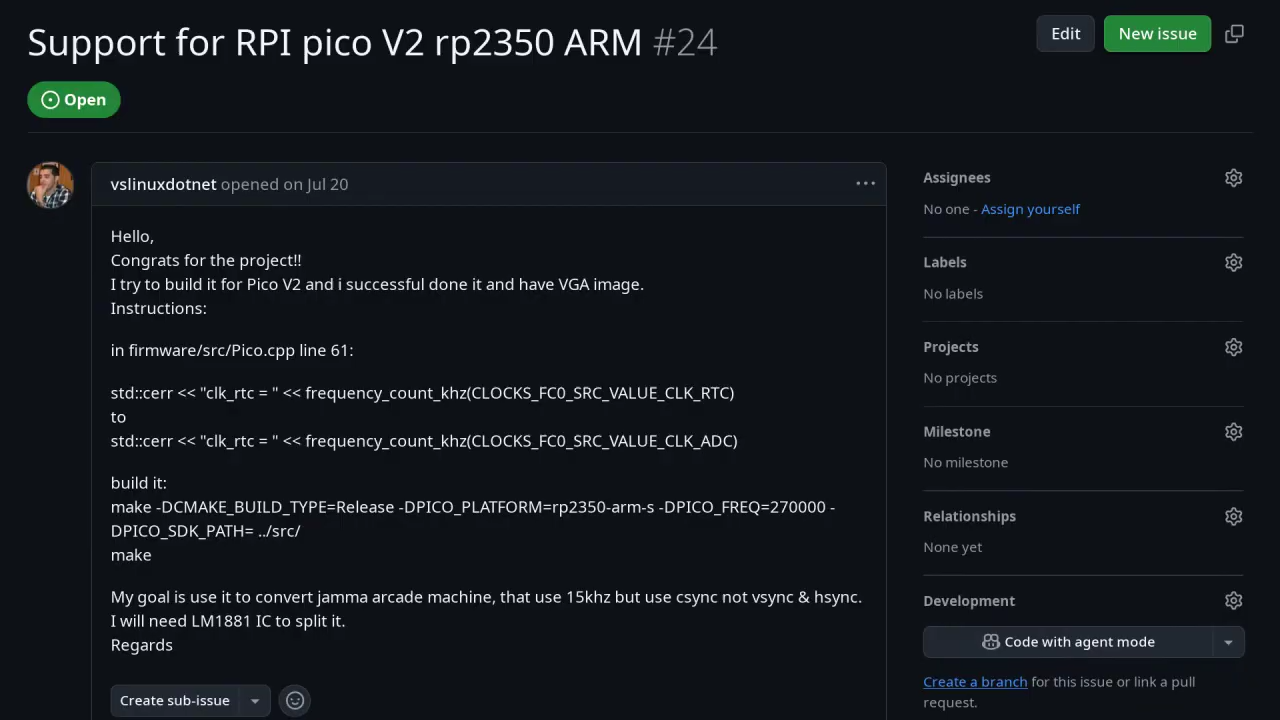 Support for RPI pico V2 rp2350 ARM #24
Edit
New issue
Open
vslinuxdotnet opened on Jul 20
Hello,
Congrats for the project!!
I try to build it for Pico V2 and i successful done it and have VGA image.
Instructions:
in firmware/src/Pico.cpp line 61:
std::cerr << "clk_rtc = " << frequency_count_khz(CLOCKS_FC0_SRC_VALUE_CLK_RTC)
to
std::cerr << "clk_rtc = " << frequency_count_khz(CLOCKS_FC0_SRC_VALUE_CLK_ADC)
build it:
make -DCMAKE_BUILD_TYPE=Release -DPICO_PLATFORM=rp2350-arm-s -DPICO_FREQ=270000 -
DPICO_SDK_PATH= ../src/
make
My goal is use it to convert jamma arcade machine, that use 15khz but use csync not vsync & hsync.
I will need LM1881 IC to split it.
Regards
Create sub-issue
Assignees
No one - Assign yourself
Labels
No labels
Projects
No projects
Milestone
No milestone
Relationships
None yet
Development
Code with agent mode
Create a branch for this issue or link a pull
request.